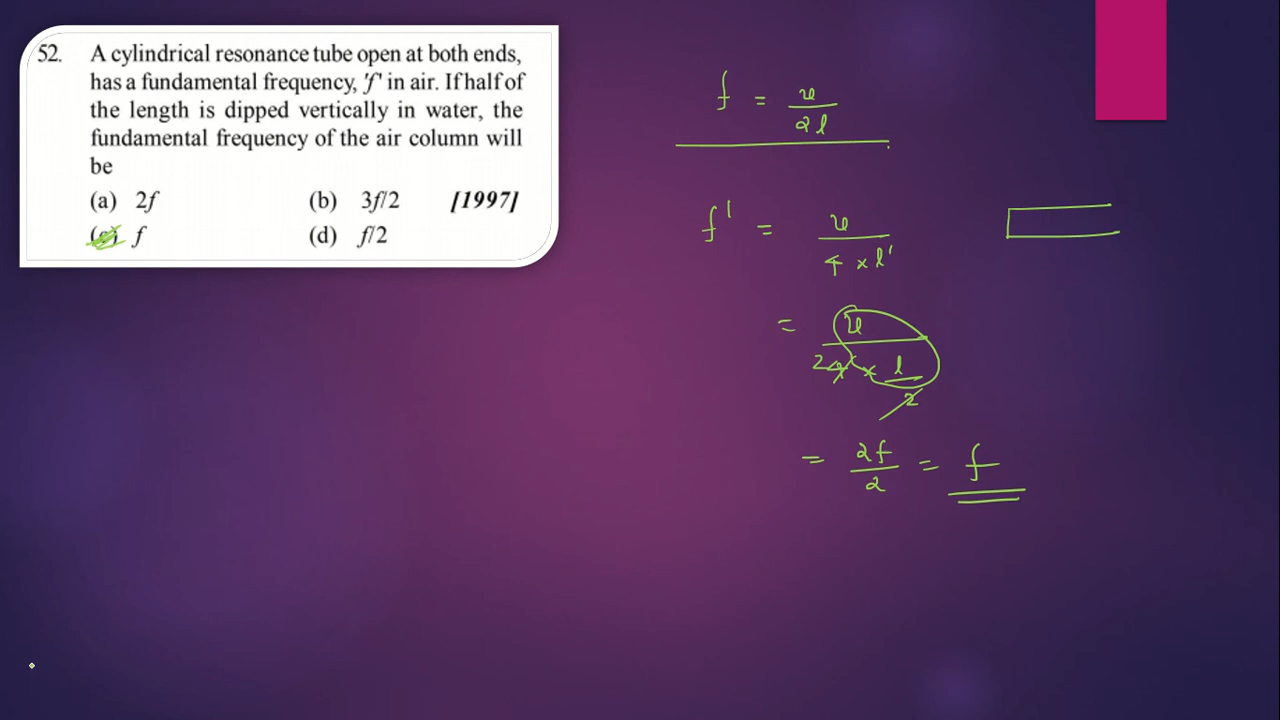 52. A cylindrical resonance tube open at both ends,
has a fundamental frequency, 'f' in air. If half of
the length is dipped vertically in water, the
fundamental frequency of the air column will
be
(a) 2f (b) 3f/2 [1997]
(c) f (d) f/2
f = v/2l
f' = v/4 × l'
= v/4 × l/2
= 2f/2 = f